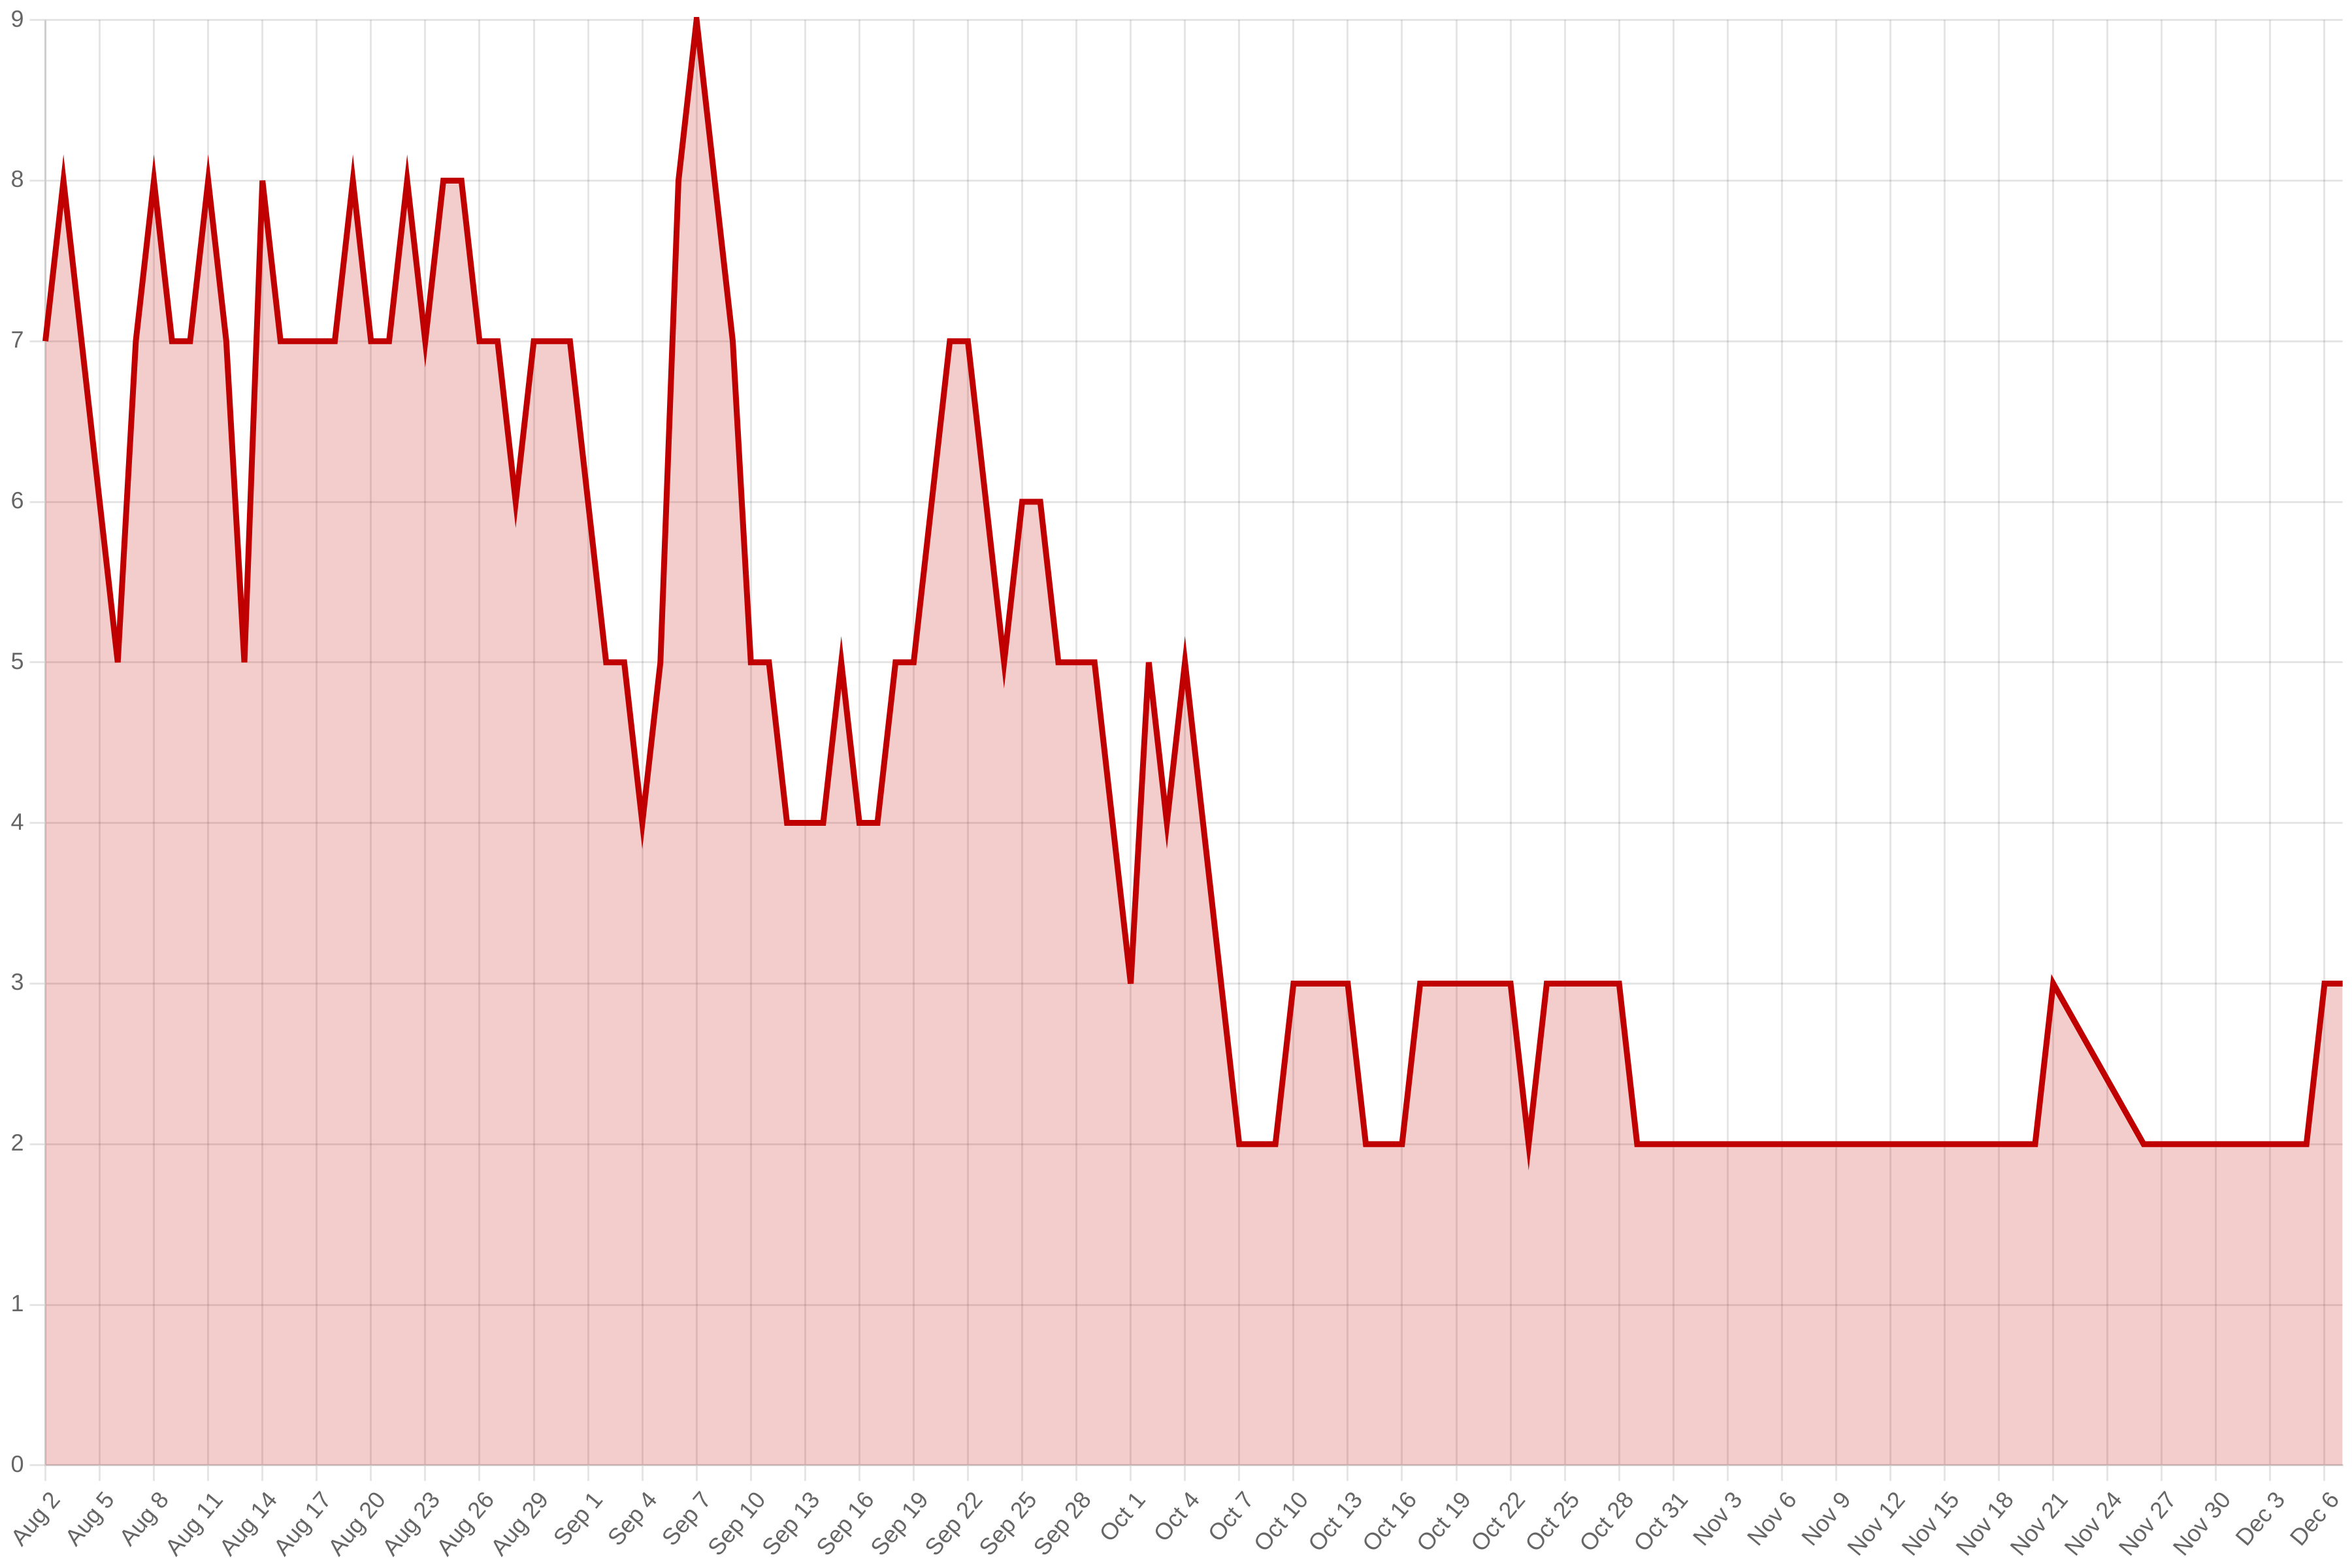 9
8
7
6
5
4
3
2
1
0
Aug 2
Aug 5
Aug 8
Aug 11
Aug 14
Aug 17
Aug 20
Aug 23
Aug 26
Aug 29
Sep 1
Sep 4
Sep 7
Sep 10
Sep 13
Sep 16
Sep 19
Sep 22
Sep 25
Sep 28
Oct 1
Oct 4
Oct 7
Oct 10
Oct 13
Oct 16
Oct 19
Oct 22
Oct 25
Oct 28
Oct 31
Nov 3
Nov 6
Nov 9
Nov 12
Nov 15
Nov 18
Nov 21
Nov 24
Nov 27
Nov 30
Dec 3
Dec 6